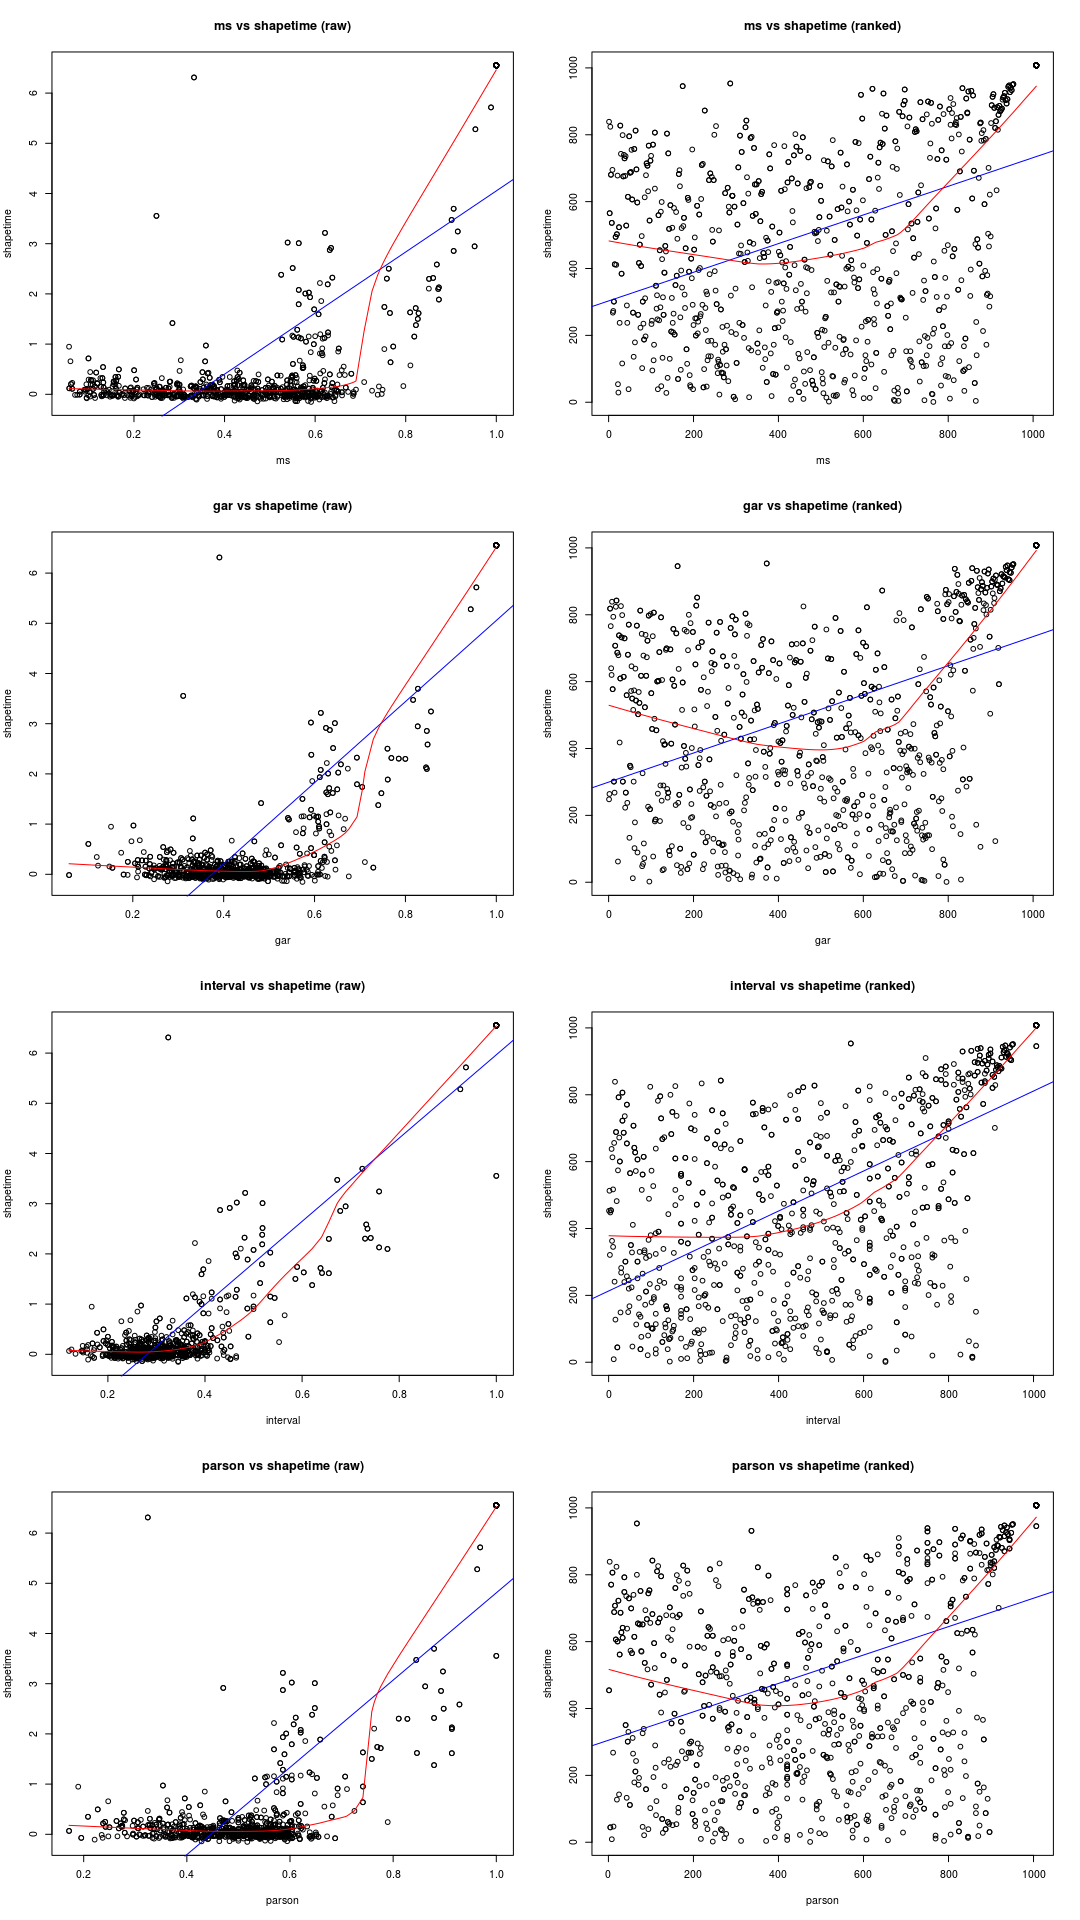 ms vs shapetime (raw)
shapetime
0 1 2 3 4 5 6
0.2 0.4 0.6 0.8 1.0
ms
ms vs shapetime (ranked)
shapetime
0 200 400 600 800 1000
0 200 400 600 800 1000
ms
gar vs shapetime (raw)
shapetime
0 1 2 3 4 5 6
0.2 0.4 0.6 0.8 1.0
gar
gar vs shapetime (ranked)
shapetime
0 200 400 600 800 1000
0 200 400 600 800 1000
gar
interval vs shapetime (raw)
shapetime
0 1 2 3 4 5 6
0.2 0.4 0.6 0.8 1.0
interval
interval vs shapetime (ranked)
shapetime
0 200 400 600 800 1000
0 200 400 600 800 1000
interval
parson vs shapetime (raw)
shapetime
0 1 2 3 4 5 6
0.2 0.4 0.6 0.8 1.0
parson
parson vs shapetime (ranked)
shapetime
0 200 400 600 800 1000
0 200 400 600 800 1000
parson